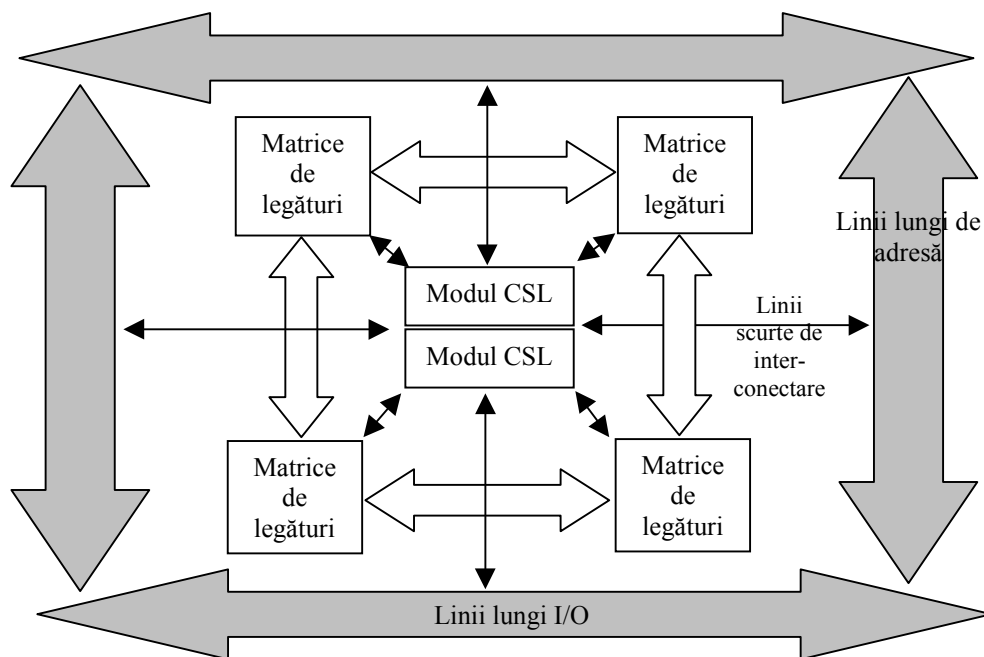 Matrice
de
legături
Matrice
de
legături
Linii lungi de
adresă
Modul CSL
Modul CSL
Linii
scurte de
inter-
conectare
Matrice
de
legături
Matrice
de
legături
Linii lungi I/O